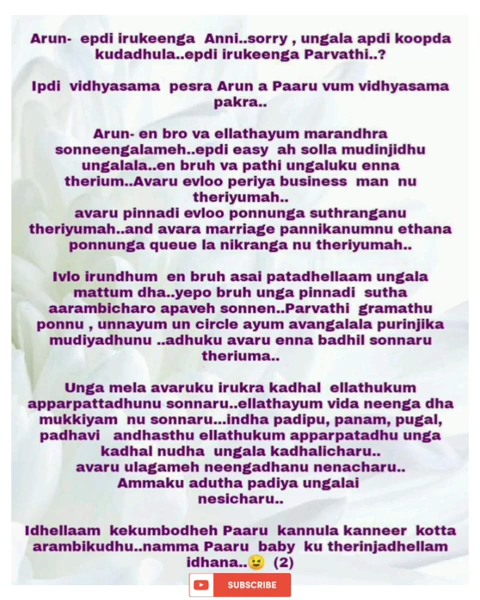 Arun-  epdi irukeenga  Anni..sorry , ungala apdi koopda
kudadhula..epdi irukeenga Parvathi..?
Ipdi  vidhyasama  pesra Arun a Paaru vum vidhyasama
pakra..
Arun- en bro va ellathayum marandhra
sonneengalameh..epdi easy  ah solla mudinjidhu
ungalala..en bruh va pathi ungaluku enna
therium..Avaru evloo periya business  man  nu
theriyumah..
avaru pinnadi evloo ponnunga suthranganu
theriyumah..and avara marriage pannikanumnu ethana
ponnunga queue la nikranga nu theriyumah..
Ivlo irundhum  en bruh asai patadhellaam ungala
mattum dha..yepo bruh unga pinnadi  sutha
aarambicharo apaveh sonnen..Parvathi  gramathu
ponnu , unnayum un circle ayum avangalala purinjika
mudiyadhunu ..adhuku avaru enna badhil sonnaru
theriuma..
Unga mela avaruku irukra kadhal  ellathukum
apparpattadhunu sonnaru..ellathayum vida neenga dha
mukkiyam  nu sonnaru...indha padipu, panam, pugal,
padhavi   andhasthu ellathukum apparpatadhu unga
kadhal nudha  ungala kadhalicharu..
avaru ulagameh neengadhanu nenacharu..
Ammaku adutha padiya ungalai
nesicharu..
Idhellaam  kekumbodheh Paaru  kannula kanneer  kotta
arambikudhu..namma Paaru  baby  ku therinjadhellam
idhana..😉  (2)
SUBSCRIBE